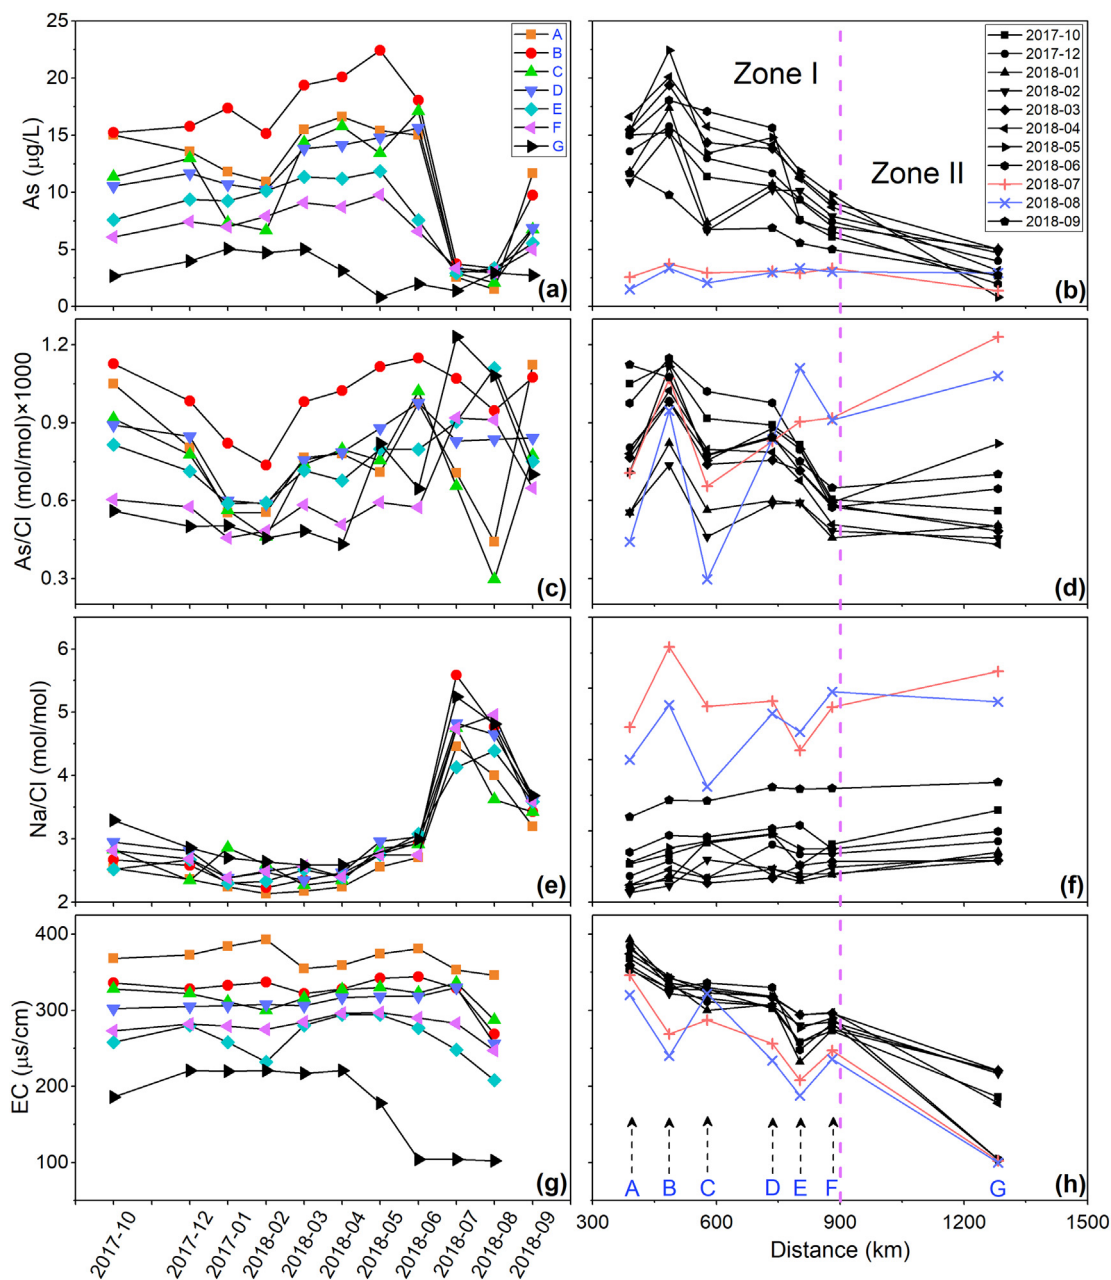 25
20
15
10
5
0
As (μg/L)
A
B
C
D
E
F
G
(a)
Zone I
Zone II
2017-10
2017-12
2018-01
2018-02
2018-03
2018-04
2018-05
2018-06
2018-07
2018-08
2018-09
(b)
1.2
0.9
0.6
0.3
As/Cl (mol/mol)×1000
(c)
(d)
6
5
4
3
2
Na/Cl (mol/mol)
(e)
(f)
400
300
200
100
EC (μs/cm)
(g)
A B C D E F G
(h)
2017-10
2017-12
2017-01
2018-02
2018-03
2018-04
2018-05
2018-06
2018-07
2018-08
2018-09
300 600 900 1200 1500
Distance (km)